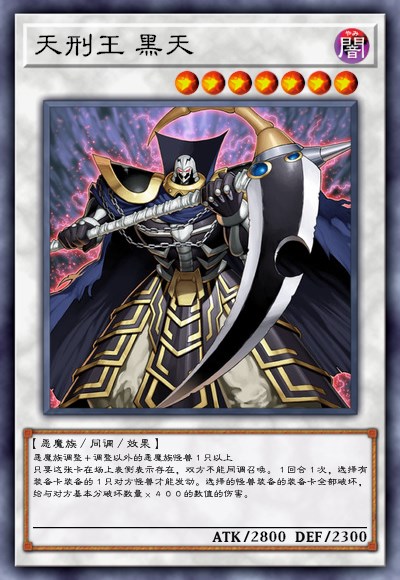 天刑王 黑天
やみ
闇
【恶魔族／同调／效果】
恶魔族调整＋调整以外的恶魔族怪兽１只以上
只要这张卡在场上表侧表示存在，双方不能同调召唤。１回合１次，选择有
装备卡装备的１只对方怪兽才能发动。选择的怪兽装备的装备卡全部破坏，
给与对方基本分破坏数量×４００的数值的伤害。
ATK/2800 DEF/2300